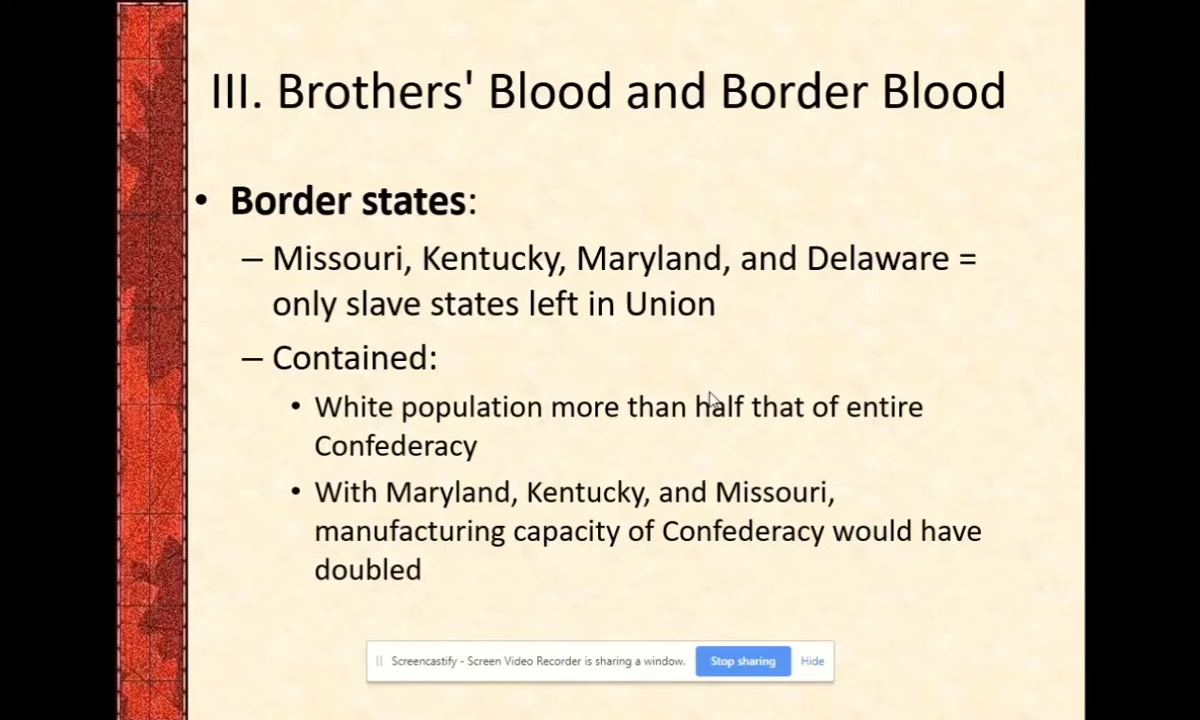 III. Brothers' Blood and Border Blood
• Border states:
– Missouri, Kentucky, Maryland, and Delaware =
only slave states left in Union
– Contained:
• White population more than half that of entire
Confederacy
• With Maryland, Kentucky, and Missouri,
manufacturing capacity of Confederacy would have
doubled
Screencastify - Screen Video Recorder is sharing a window. Stop sharing Hide